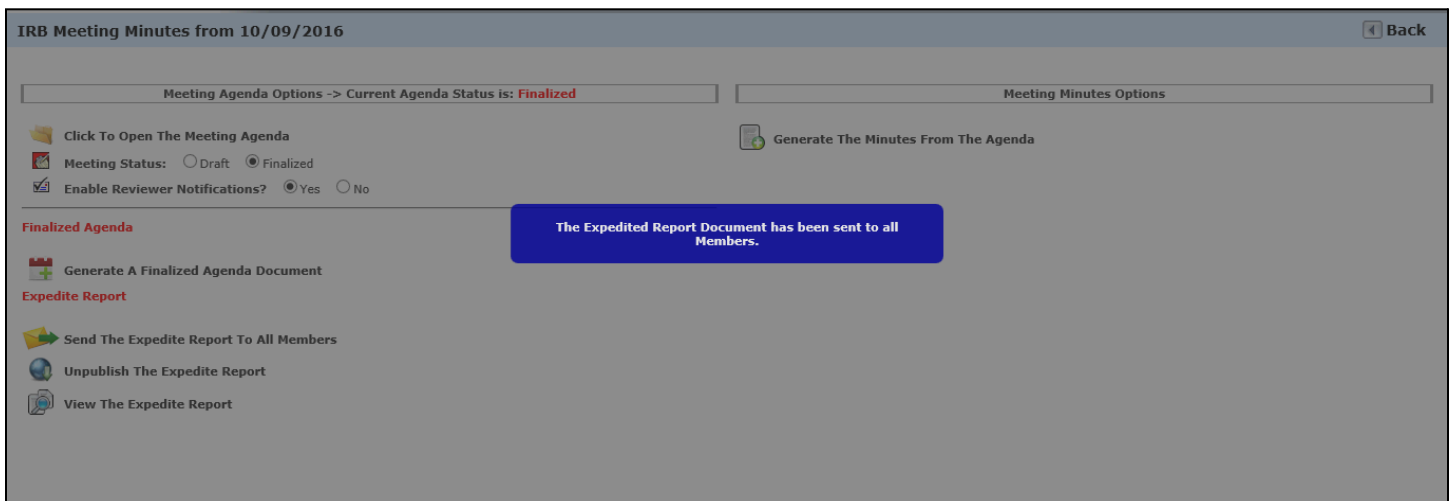 IRB Meeting Minutes from 10/09/2016
Back
Meeting Agenda Options -> Current Agenda Status is: Finalized
Meeting Minutes Options
Click To Open The Meeting Agenda
Generate The Minutes From The Agenda
Meeting Status: Draft Finalized
Enable Reviewer Notifications? Yes No
The Expedited Report Document has been sent to all
Members.
Finalized Agenda
Generate A Finalized Agenda Document
Expedite Report
Send The Expedite Report To All Members
Unpublish The Expedite Report
View The Expedite Report